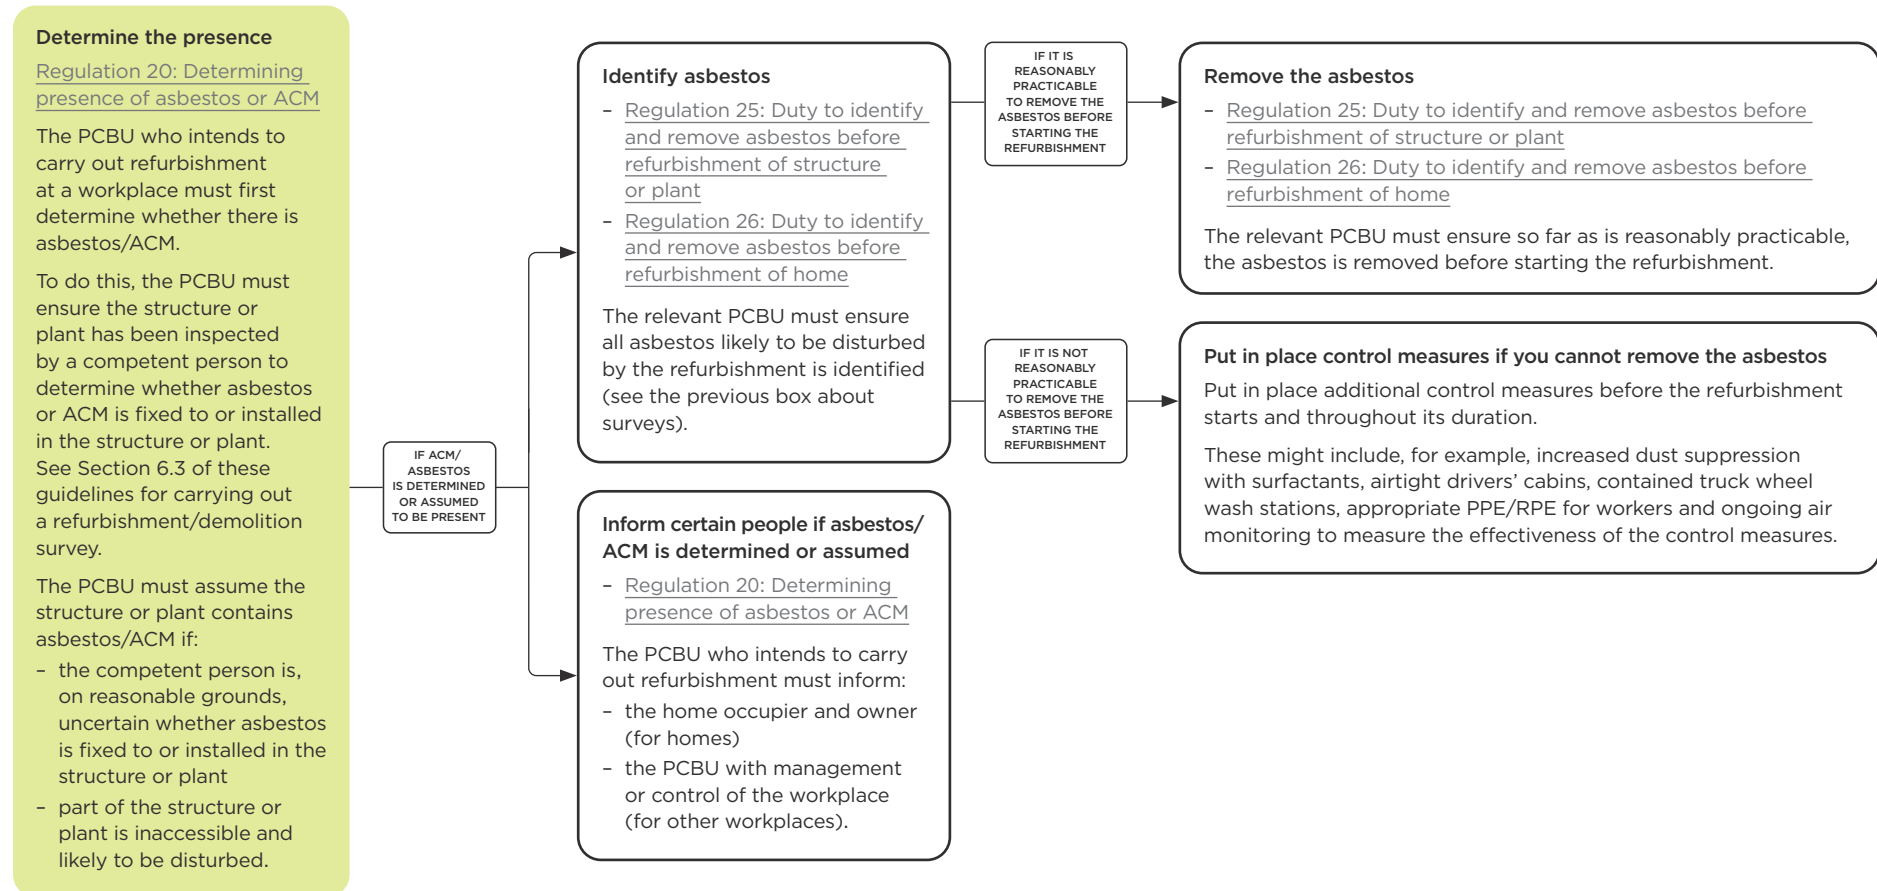 Determine the presence
Regulation 20: Determining
presence of asbestos or ACM
The PCBU who intends to
carry out refurbishment
at a workplace must first
determine whether there is
asbestos/ACM.
To do this, the PCBU must
ensure the structure or
plant has been inspected
by a competent person to
determine whether asbestos
or ACM is fixed to or installed
in the structure or plant.
See Section 6.3 of these
guidelines for carrying out
a refurbishment/demolition
survey.
The PCBU must assume the
structure or plant contains
asbestos/ACM if:
– the competent person is,
on reasonable grounds,
uncertain whether asbestos
is fixed to or installed in the
structure or plant
– part of the structure or
plant is inaccessible and
likely to be disturbed.
IF ACM/
ASBESTOS
IS DETERMINED
OR ASSUMED
TO BE PRESENT
Identify asbestos
– Regulation 25: Duty to identify
and remove asbestos before
refurbishment of structure
or plant
– Regulation 26: Duty to identify
and remove asbestos before
refurbishment of home
The relevant PCBU must ensure
all asbestos likely to be disturbed
by the refurbishment is identified
(see the previous box about
surveys).
Inform certain people if asbestos/
ACM is determined or assumed
– Regulation 20: Determining
presence of asbestos or ACM
The PCBU who intends to carry
out refurbishment must inform:
– the home occupier and owner
(for homes)
– the PCBU with management
or control of the workplace
(for other workplaces).
IF IT IS
REASONABLY
PRACTICABLE
TO REMOVE THE
ASBESTOS BEFORE
STARTING THE
REFURBISHMENT
Remove the asbestos
– Regulation 25: Duty to identify and remove asbestos before
refurbishment of structure or plant
– Regulation 26: Duty to identify and remove asbestos before
refurbishment of home
The relevant PCBU must ensure so far as is reasonably practicable,
the asbestos is removed before starting the refurbishment.
IF IT IS NOT
REASONABLY
PRACTICABLE
TO REMOVE THE
ASBESTOS BEFORE
STARTING THE
REFURBISHMENT
Put in place control measures if you cannot remove the asbestos
Put in place additional control measures before the refurbishment
starts and throughout its duration.
These might include, for example, increased dust suppression
with surfactants, airtight drivers’ cabins, contained truck wheel
wash stations, appropriate PPE/RPE for workers and ongoing air
monitoring to measure the effectiveness of the control measures.